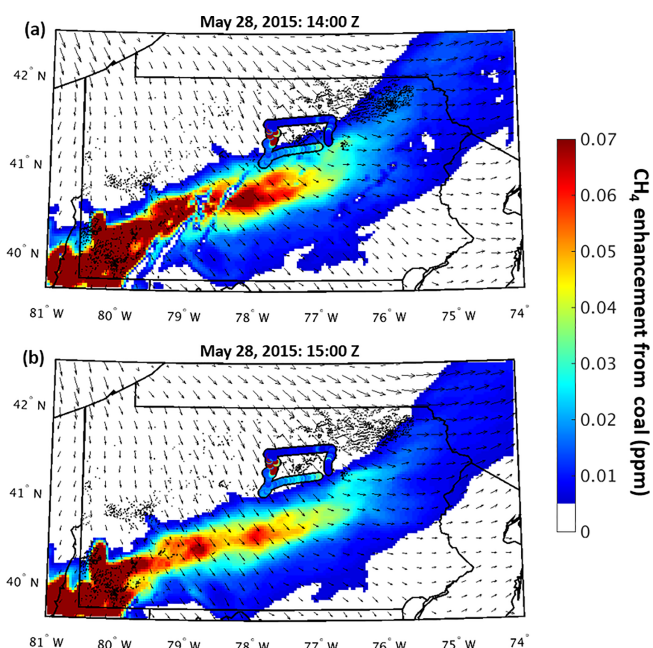 (a)
May 28, 2015: 14:00 Z
42° N
41° N
40° N
81° W 80° W 79° W 78° W 77° W 76° W 75° W 74°
(b)
May 28, 2015: 15:00 Z
42° N
41° N
40° N
81° W 80° W 79° W 78° W 77° W 76° W 75° W 74°
0.07
0.06
0.05
0.04
0.03
0.02
0.01
0
CH₄ enhancement from coal (ppm)